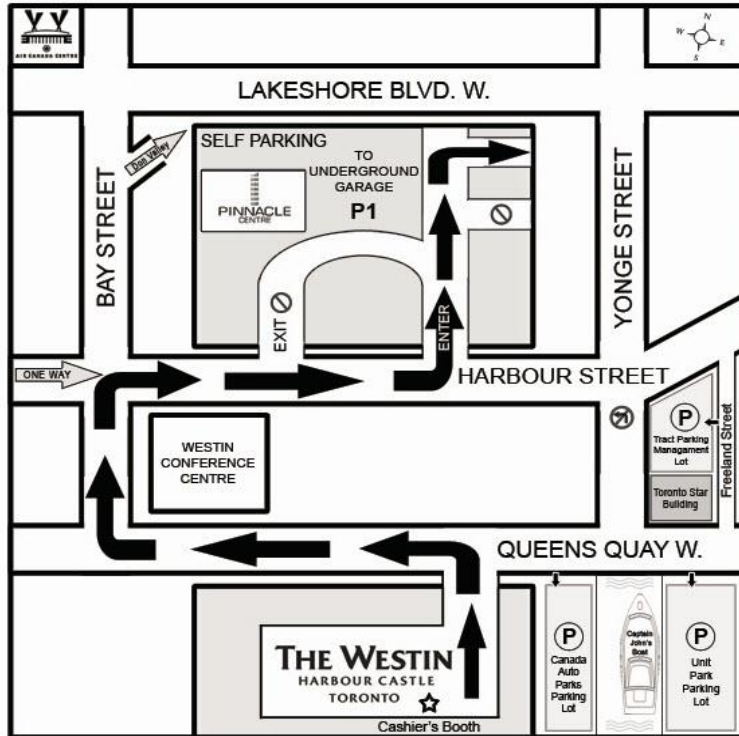 AIR CANADA CENTRE
N
W
E
S
LAKESHORE BLVD. W.
SELF PARKING
Don Valley
TO
UNDERGROUND
GARAGE
P1
PINNACLE
CENTRE
BAY STREET
YONGE STREET
EXIT
ENTER
ONE WAY
HARBOUR STREET
WESTIN
CONFERENCE
CENTRE
P
Tract Parking
Managament
Lot
Freeland Street
Toronto Star
Building
QUEENS QUAY W.
THE WESTIN
HARBOUR CASTLE
TORONTO
Cashier's Booth
P
Canada
Auto
Parks
Parking
Lot
Captain
John's
Boat
P
Unit
Park
Parking
Lot